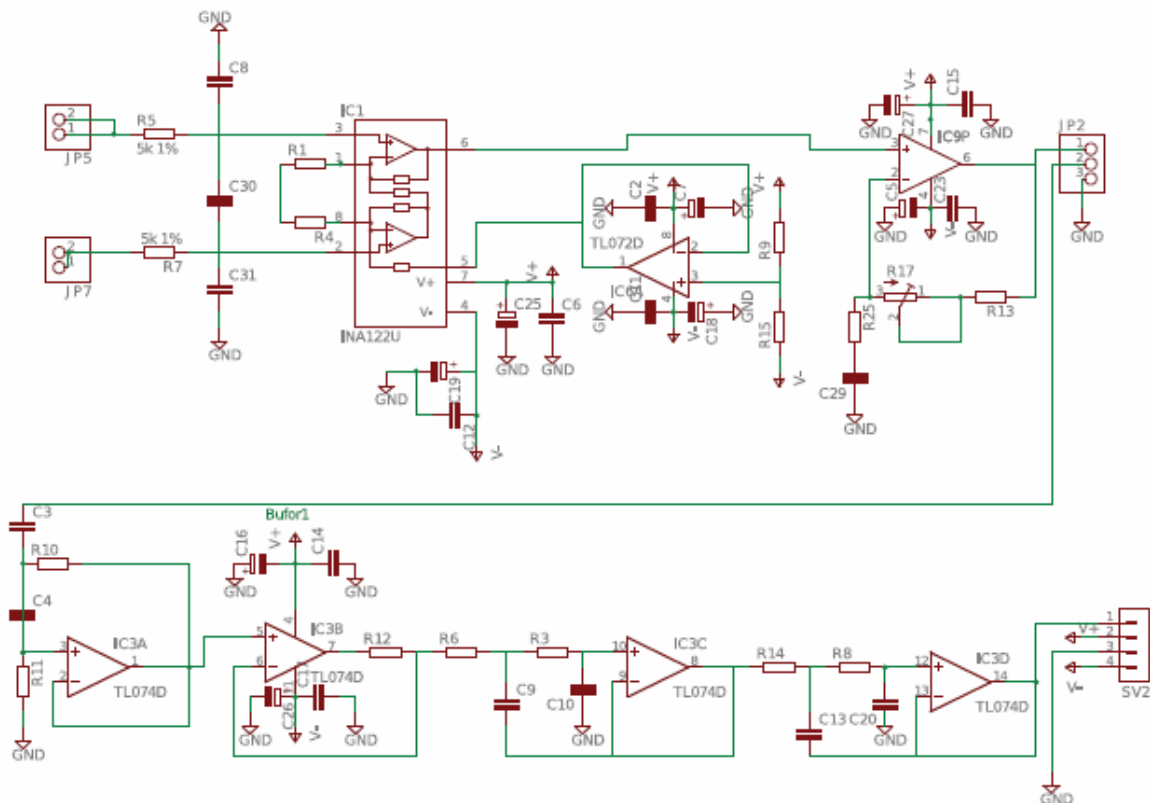 GND
C8
JP5
2
1
R5
5k 1%
C30
IC1
3
6
R1
1
8
R4
2
5
7
V+
V-
4
INA122U
JP7
2
1
5k 1%
R7
C31
GND
GND
C19
C12
V-
V+
C25
C6
GND
GND
GND
C2
V+
C7
GND
TL072D
8
1
2
3
4
GND
V-
C18
GND
V+
R9
R15
V-
V+
C15
GND
C27
GND
7
IC9P
3
2
6
C5
4
C23
GND
V-
GND
JP2
1
2
3
GND
R17
3
1
2
R25
R13
C29
GND
C3
R10
C4
R11
GND
IC3A
3
2
1
TL074D
Bufor1
C16
V+
C14
GND
GND
4
IC3B
5
6
7
TL074D
11
C26
GND
V-
GND
R12
R6
R3
C9
C10
GND
IC3C
10
9
8
TL074D
R14
R8
C13
C20
GND
IC3D
12
13
14
TL074D
V+
V-
1
2
3
4
SV2
GND